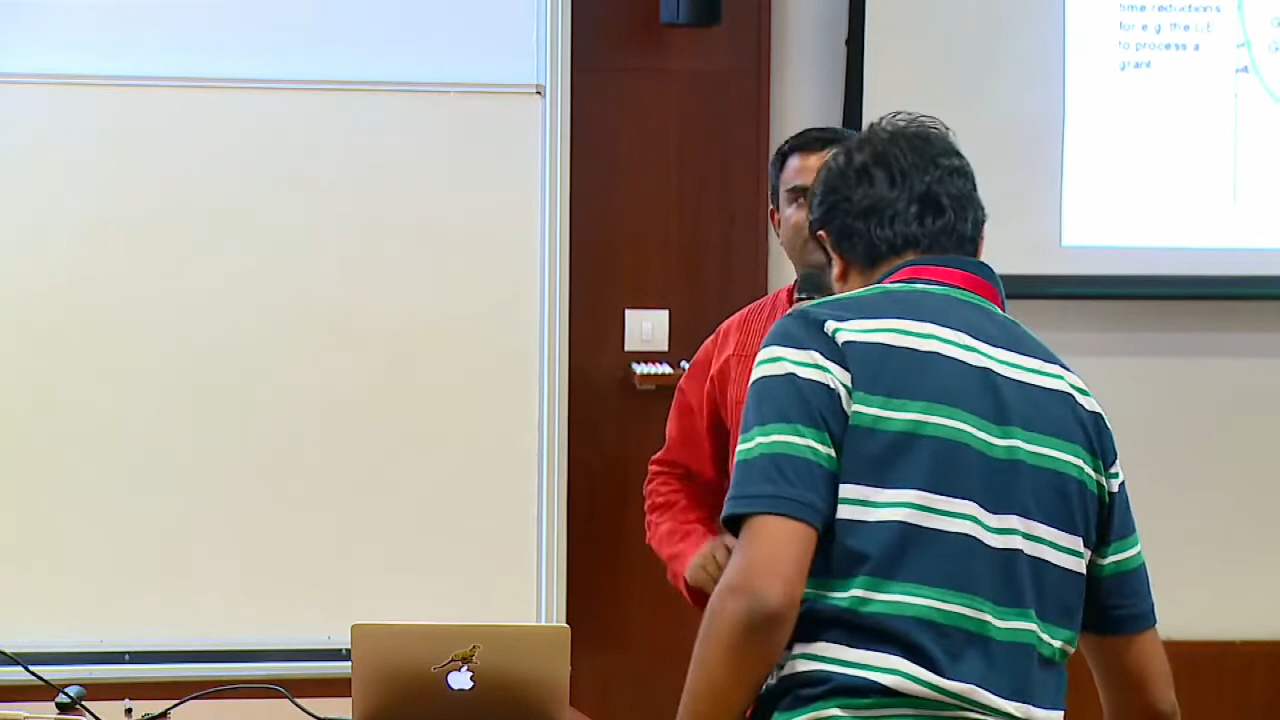 time reductions
for e.g. the LE
to process a
grant
G
G